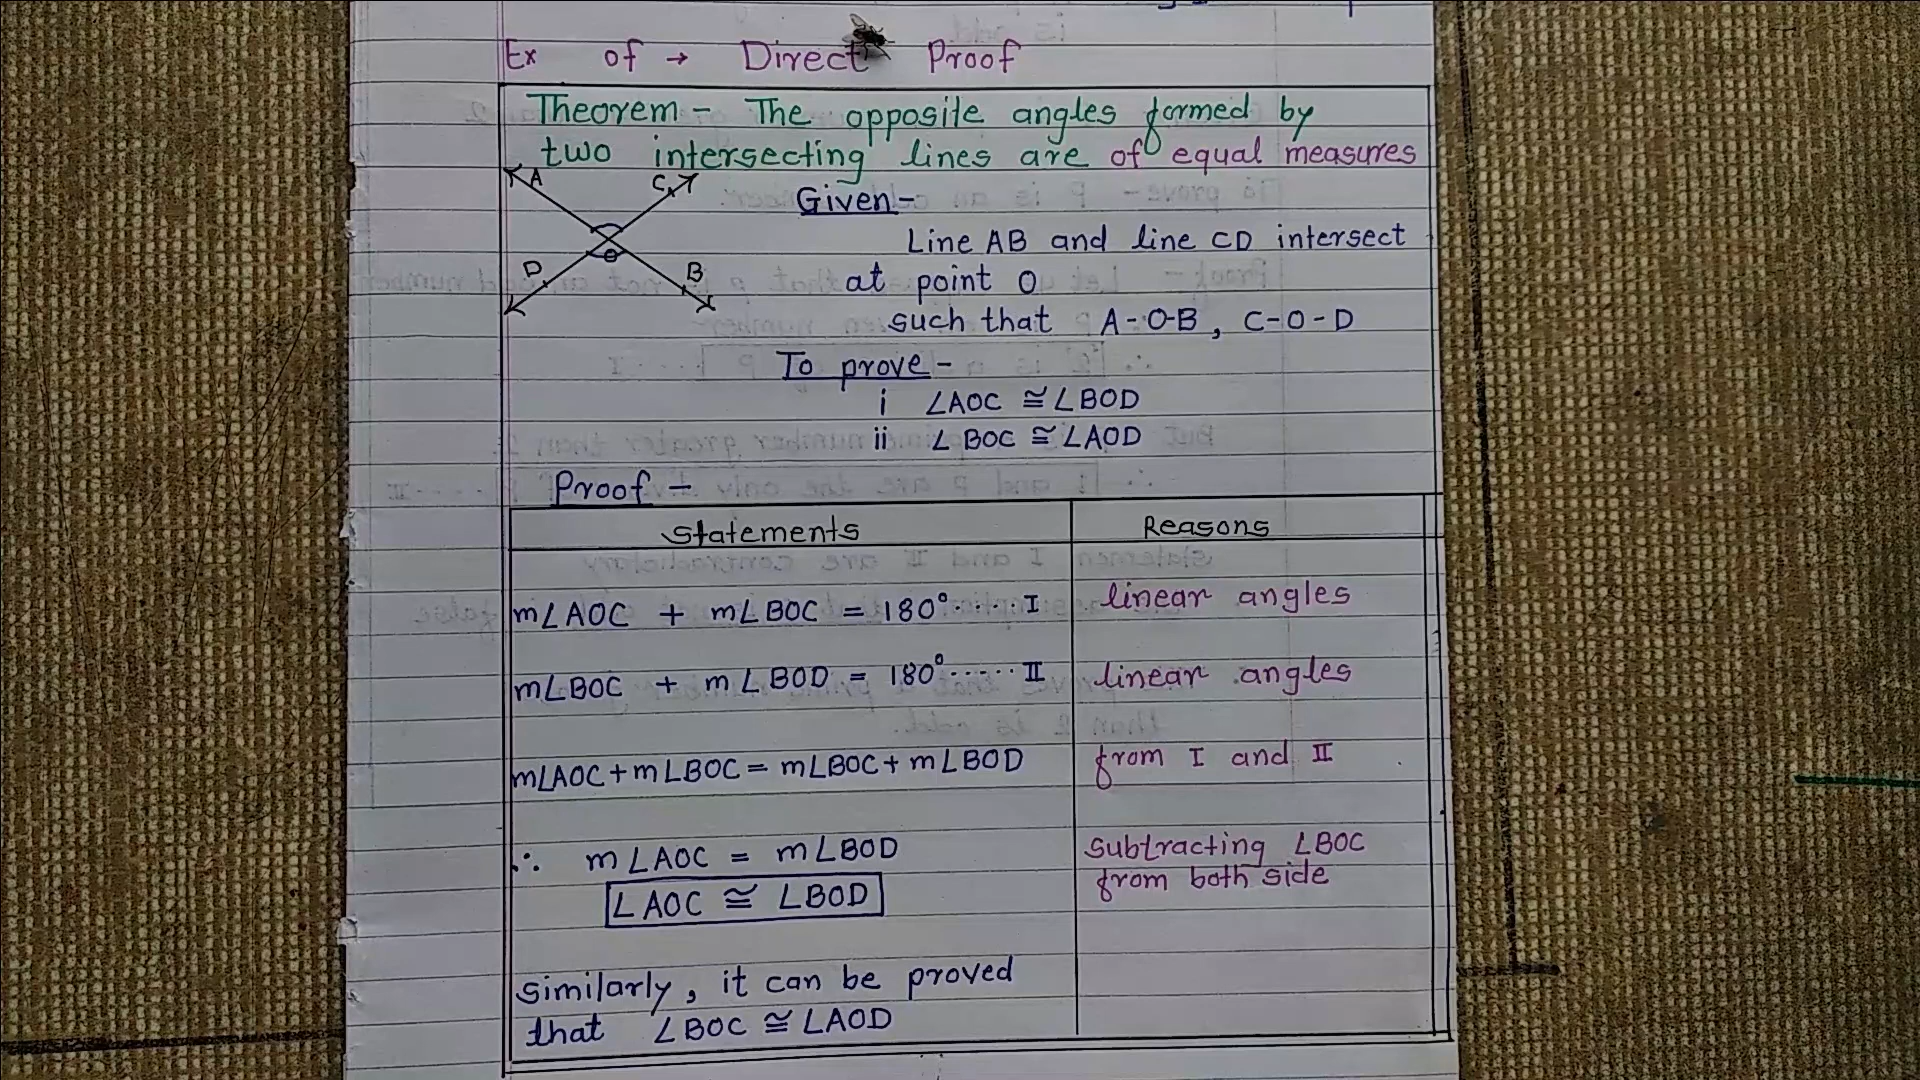 Ex of → Direct Proof
Theorem - The opposite angles formed by
two intersecting lines are of equal measures
A
C
D
B
O
Given -
Line AB and line CD intersect
at point O
such that A-O-B, C-O-D
To prove -
i ∠AOC ≅ ∠BOD
ii ∠BOC ≅ ∠AOD
Proof -
Statements
Reasons
m∠AOC + m∠BOC = 180°.....I
linear angles
m∠BOC + m∠BOD = 180°.....II
linear angles
m∠AOC + m∠BOC = m∠BOC + m∠BOD
from I and II
∴ m∠AOC = m∠BOD
subtracting ∠BOC
from both side
∠AOC ≅ ∠BOD
similarly, it can be proved
that ∠BOC ≅ ∠AOD